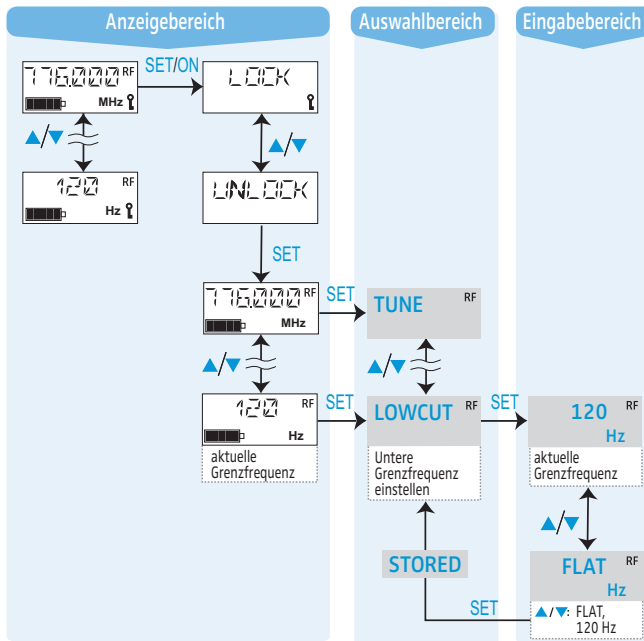 Anzeigebereich
Auswahlbereich
Eingabebereich
776.000 RF
MHz
SET/ON
LOCK
▲/▼
▲/▼
120 RF
Hz
UNLOCK
SET
776.000 RF
MHz
SET
TUNE RF
▲/▼
▲/▼
120 RF
Hz
SET
LOWCUT RF
SET
120 RF
Hz
aktuelle
Grenzfrequenz
Untere
Grenzfrequenz
einstellen
aktuelle
Grenzfrequenz
▲/▼
STORED
FLAT RF
Hz
SET
▲/▼: FLAT,
120 Hz